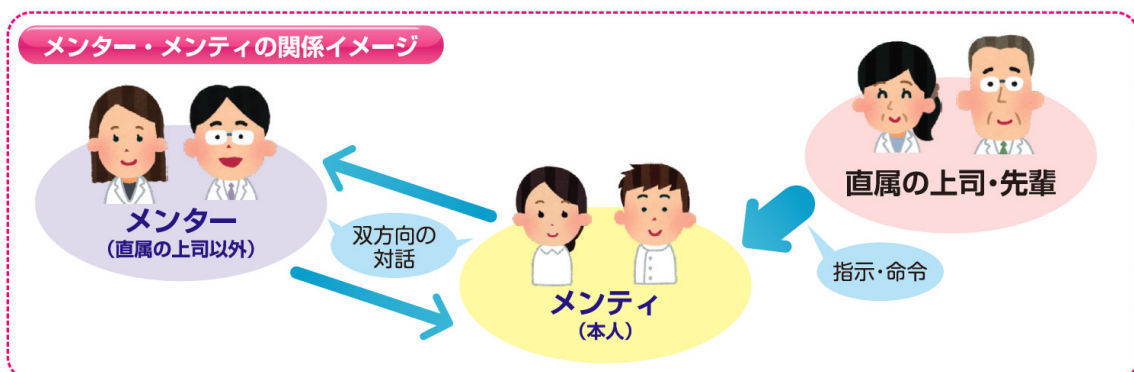 メンター・メンティの関係イメージ
メンター
(直属の上司以外)
双方向の
対話
メンティ
(本人)
直属の上司・先輩
指示・命令